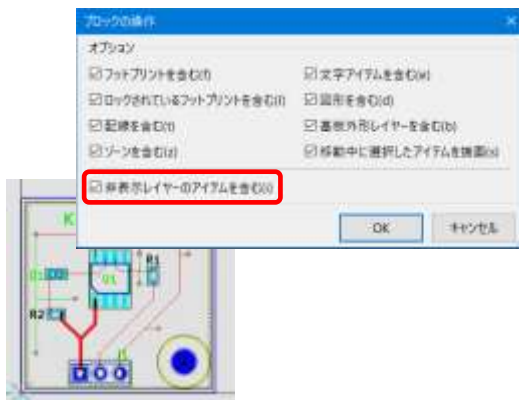 ブロックの操作
オプション
フットプリントを含む(f)
文字アイテムを含む(w)
ロックされているフットプリントを含む(l)
図形を含む(d)
配線を含む(t)
基板外形レイヤーを含む(b)
ゾーンを含む(z)
移動中に選択したアイテムを描画(s)
非表示レイヤーのアイテムを含む(i)
OK
キャンセル
K
R1
U1
R2
J1